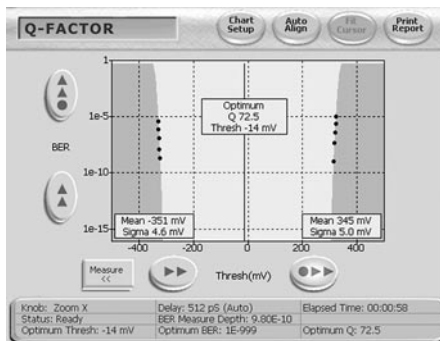 Q-FACTOR
Chart Setup
Auto Align
Fit Cursor
Print Report
1
1e-5
BER
1e-10
1e-15
Optimum
Q 72.5
Thresh -14 mV
Mean -351 mV
Sigma 4.6 mV
Mean 345 mV
Sigma 5.0 mV
-400 -200 0 200 400
Measure
<<
Thresh(mV)
Knob: Zoom X
Delay: 512 pS (Auto)
Elapsed Time: 00:00:58
Status: Ready
BER Measure Depth: 9.80E-10
Optimum Thresh: -14 mV
Optimum BER: 1E-999
Optimum Q: 72.5